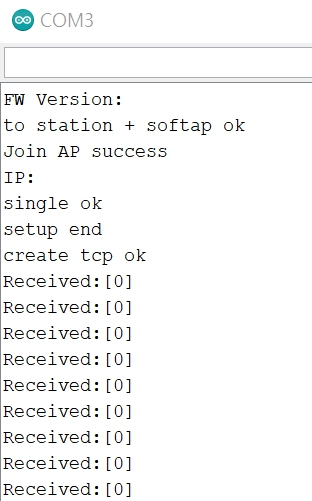 COM3
FW Version:
to station + softap ok
Join AP success
IP:
single ok
setup end
create tcp ok
Received:[0]
Received:[0]
Received:[0]
Received:[0]
Received:[0]
Received:[0]
Received:[0]
Received:[0]
Received:[0]